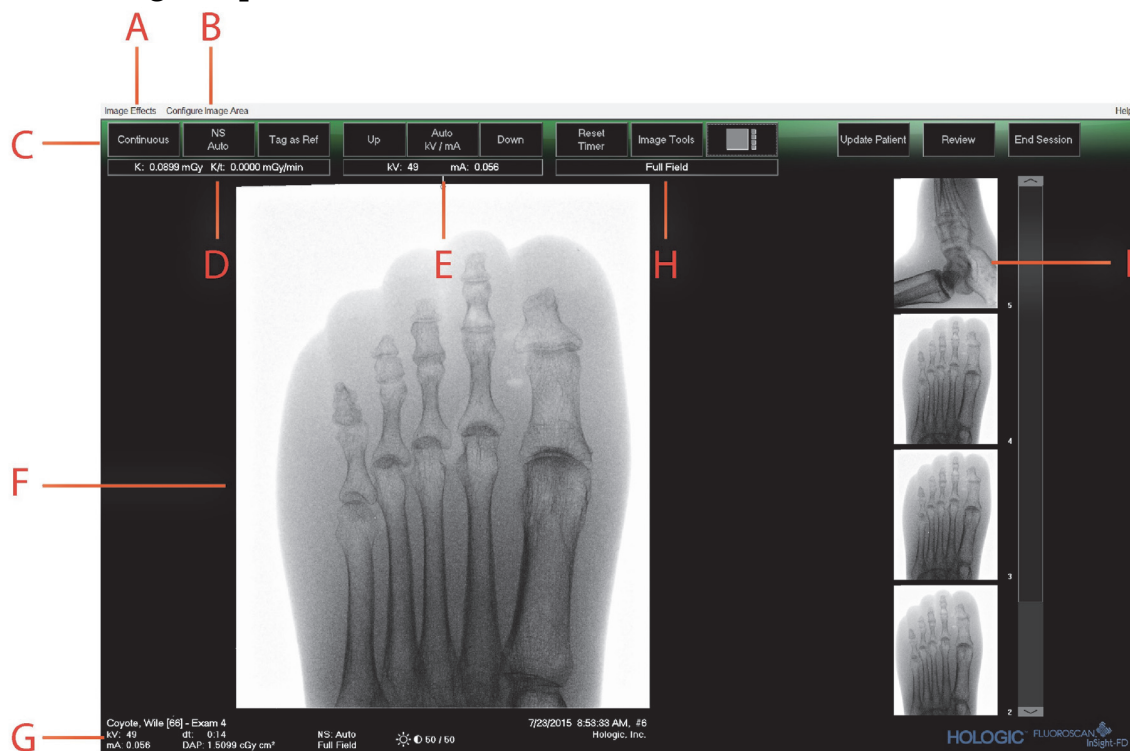 A
B
Image Effects Configure Image Area
C
Continuous
NS
Auto
Tag as Ref
Up
Auto
kV / mA
Down
Reset
Timer
Image Tools
Update Patient
Review
End Session
K: 0.0899 mGy K/t: 0.0000 mGy/min
kV: 49 mA: 0.056
Full Field
D
E
H
5
4
F
3
2
Coyote, Wile [66] - Exam 4
7/23/2015 8:53:33 AM, #6
G
kV: 49 dt: 0:14 NS: Auto 50 / 50 Hologic, Inc.
mA: 0.056 DAP: 1.5099 cGy cm² Full Field
HOLOGIC FLUOROSCAN
InSight-FD